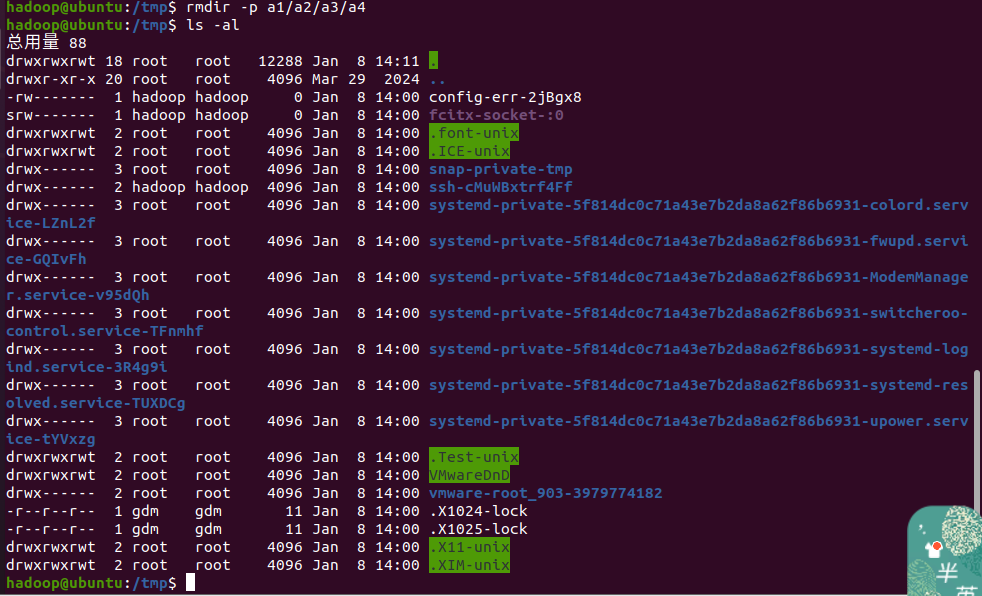 hadoop@ubuntu:/tmp$ rmdir -p a1/a2/a3/a4
hadoop@ubuntu:/tmp$ ls -al
总用量 88
drwxrwxrwt 18 root   root   12288 Jan  8 14:11 .
drwxr-xr-x 20 root   root    4096 Mar 29  2024 ..
-rw-------  1 hadoop hadoop     0 Jan  8 14:00 config-err-2jBgx8
srw-------  1 hadoop hadoop     0 Jan  8 14:00 fcitx-socket-:0
drwxrwxrwt  2 root   root    4096 Jan  8 14:00 .font-unix
drwxrwxrwt  2 root   root    4096 Jan  8 14:00 .ICE-unix
drwx------  3 root   root    4096 Jan  8 14:00 snap-private-tmp
drwx------  2 hadoop hadoop  4096 Jan  8 14:00 ssh-cMuWBxtrf4Ff
drwx------  3 root   root    4096 Jan  8 14:00 systemd-private-5f814dc0c71a43e7b2da8a62f86b6931-colord.serv
ice-LZnL2f
drwx------  3 root   root    4096 Jan  8 14:00 systemd-private-5f814dc0c71a43e7b2da8a62f86b6931-fwupd.servi
ce-GQIvFh
drwx------  3 root   root    4096 Jan  8 14:00 systemd-private-5f814dc0c71a43e7b2da8a62f86b6931-ModemManage
r.service-v95dQh
drwx------  3 root   root    4096 Jan  8 14:00 systemd-private-5f814dc0c71a43e7b2da8a62f86b6931-switcheroo-
control.service-TFnmhf
drwx------  3 root   root    4096 Jan  8 14:00 systemd-private-5f814dc0c71a43e7b2da8a62f86b6931-systemd-log
ind.service-3R4g9i
drwx------  3 root   root    4096 Jan  8 14:00 systemd-private-5f814dc0c71a43e7b2da8a62f86b6931-systemd-res
olved.service-TUXDCg
drwx------  3 root   root    4096 Jan  8 14:00 systemd-private-5f814dc0c71a43e7b2da8a62f86b6931-upower.serv
ice-tYVxzg
drwxrwxrwt  2 root   root    4096 Jan  8 14:00 .Test-unix
drwxrwxrwt  2 root   root    4096 Jan  8 14:00 VMwareDnD
drwx------  2 root   root    4096 Jan  8 14:00 vmware-root_903-3979774182
-r--r--r--  1 gdm    gdm       11 Jan  8 14:00 .X1024-lock
-r--r--r--  1 gdm    gdm       11 Jan  8 14:00 .X1025-lock
drwxrwxrwt  2 root   root    4096 Jan  8 14:00 .X11-unix
drwxrwxrwt  2 root   root    4096 Jan  8 14:00 .XIM-unix
hadoop@ubuntu:/tmp$
半